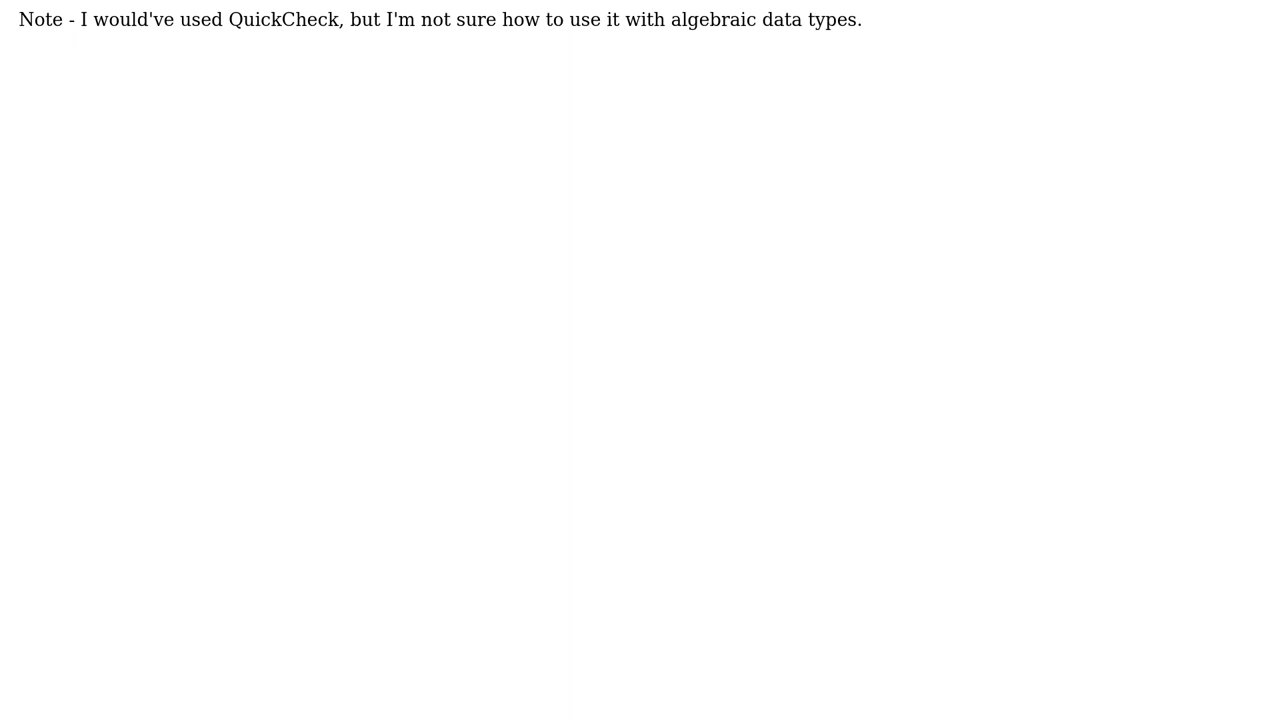 Note - I would've used QuickCheck, but I'm not sure how to use it with algebraic data types.